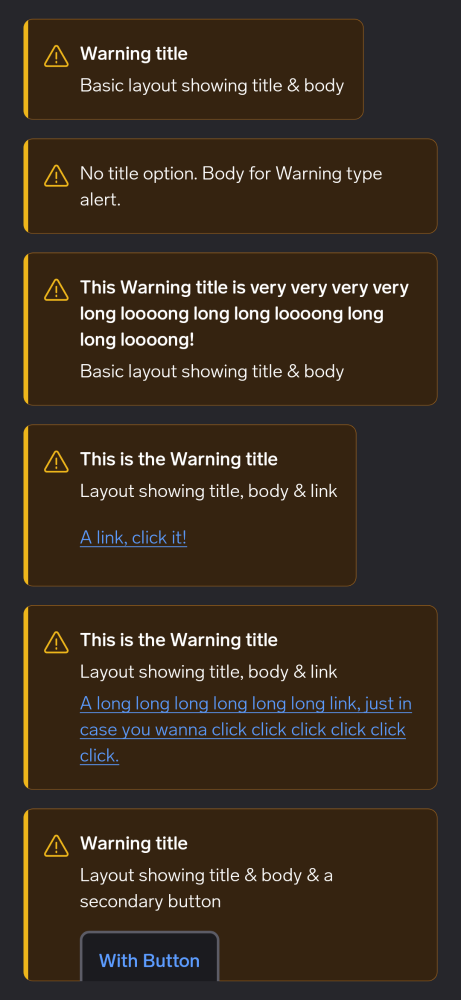 Warning title
Basic layout showing title & body
No title option. Body for Warning type
alert.
This Warning title is very very very very
long loooong long long loooong long
long loooong!
Basic layout showing title & body
This is the Warning title
Layout showing title, body & link
A link, click it!
This is the Warning title
Layout showing title, body & link
A long long long long long long link, just in
case you wanna click click click click click
click.
Warning title
Layout showing title & body & a
secondary button
With Button